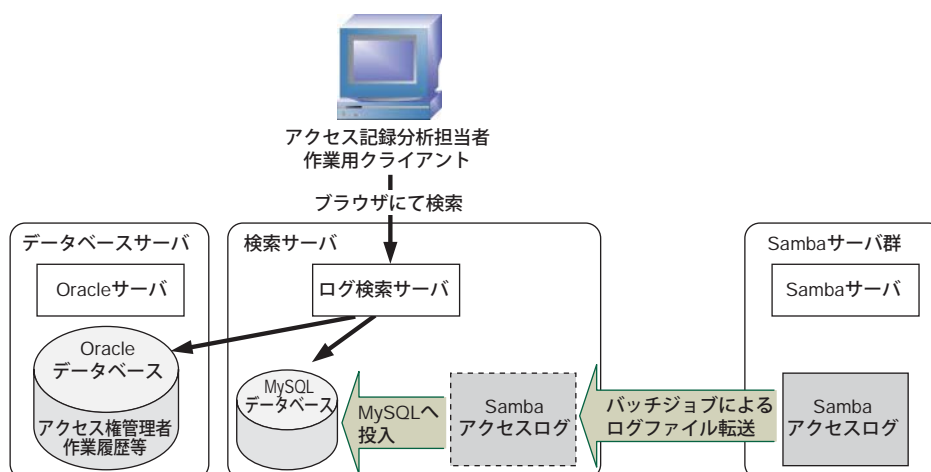 アクセス記録分析担当者
作業用クライアント
ブラウザにて検索
データベースサーバ
Oracleサーバ
Oracle
データベース
アクセス権管理者
作業履歴等
検索サーバ
ログ検索サーバ
MySQL
データベース
MySQLへ
投入
Samba
アクセスログ
バッチジョブによる
ログファイル転送
Sambaサーバ群
Sambaサーバ
Samba
アクセスログ